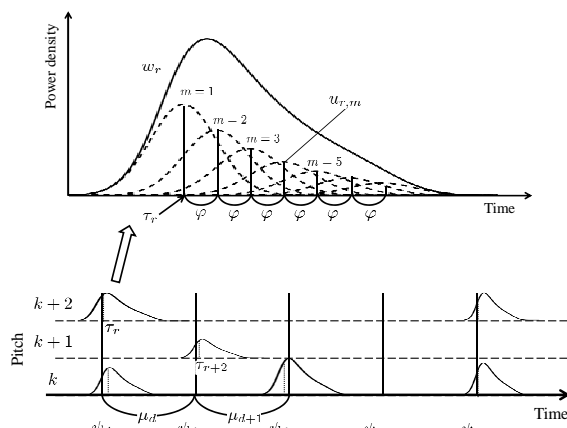 Power density
w_r
m = 1
m − 2
m = 3
m − 5
u_{r,m}
τ_r
φ φ φ φ φ φ
Time
Pitch
k + 2
τ_r
k + 1
τ_{r+2}
k
μ_d
μ_{d+1}
Time